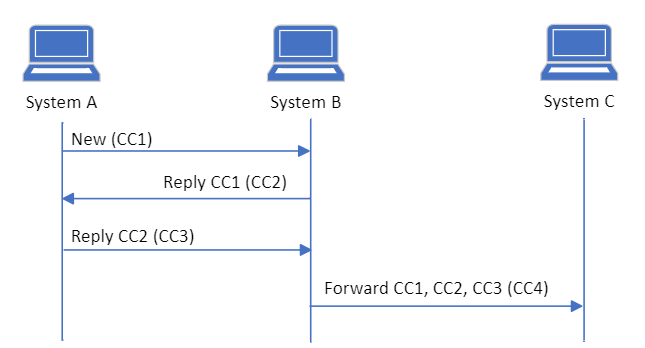 System A
System B
System C
New (CC1)
Reply CC1 (CC2)
Reply CC2 (CC3)
Forward CC1, CC2, CC3 (CC4)